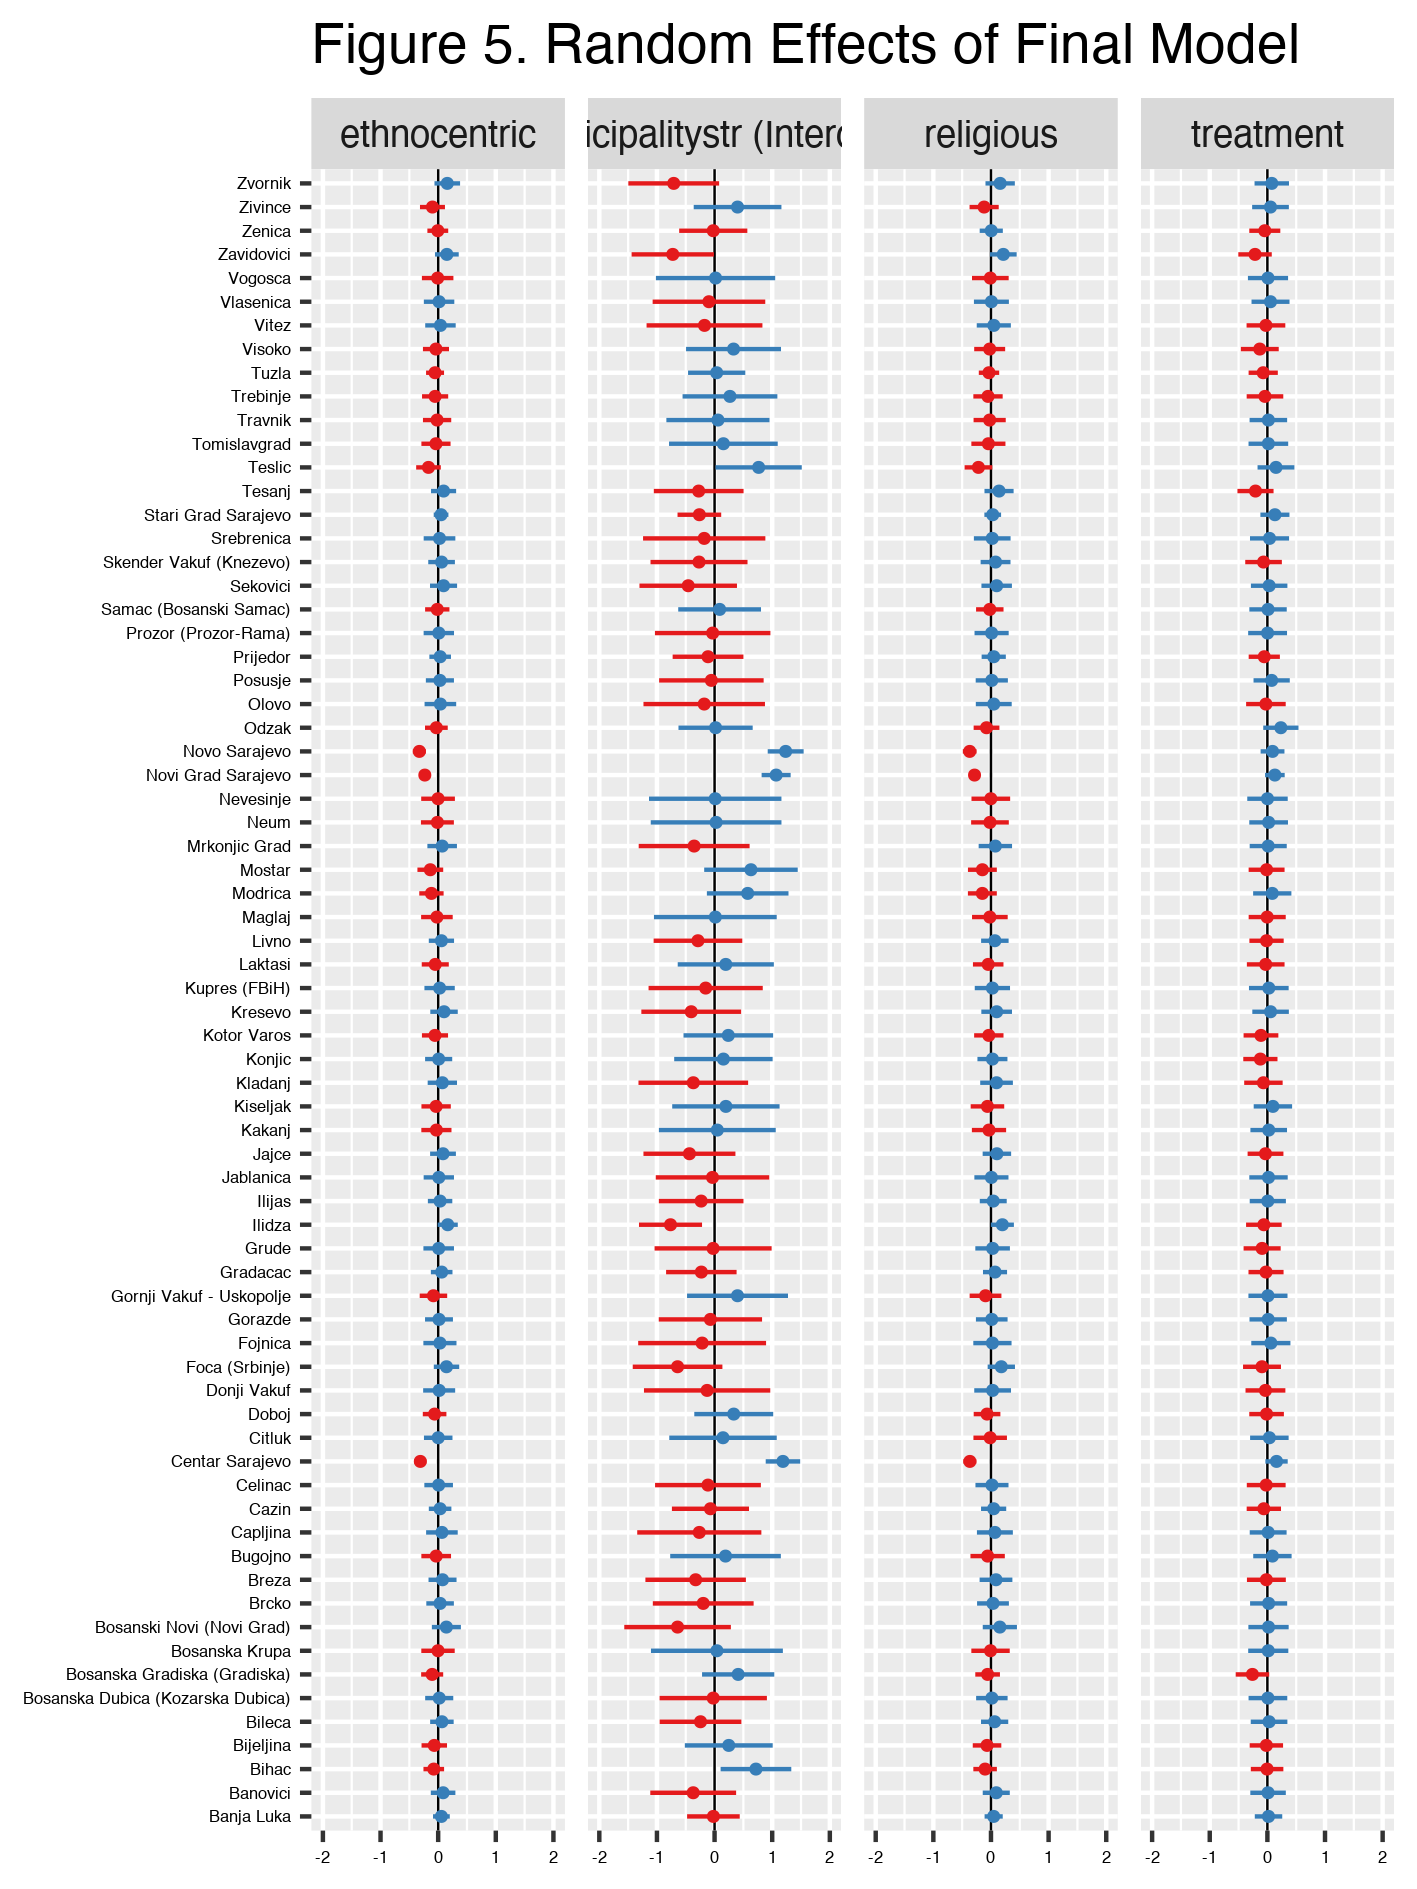 Figure 5. Random Effects of Final Model
ethnocentric
icipalitystr (Interc
religious
treatment
Zvornik
Zivince
Zenica
Zavidovici
Vogosca
Vlasenica
Vitez
Visoko
Tuzla
Trebinje
Travnik
Tomislavgrad
Teslic
Tesanj
Stari Grad Sarajevo
Srebrenica
Skender Vakuf (Knezevo)
Sekovici
Samac (Bosanski Samac)
Prozor (Prozor-Rama)
Prijedor
Posusje
Olovo
Odzak
Novo Sarajevo
Novi Grad Sarajevo
Nevesinje
Neum
Mrkonjic Grad
Mostar
Modrica
Maglaj
Livno
Laktasi
Kupres (FBiH)
Kresevo
Kotor Varos
Konjic
Kladanj
Kiseljak
Kakanj
Jajce
Jablanica
Ilijas
Ilidza
Grude
Gradacac
Gornji Vakuf - Uskopolje
Gorazde
Fojnica
Foca (Srbinje)
Donji Vakuf
Doboj
Citluk
Centar Sarajevo
Celinac
Cazin
Capljina
Bugojno
Breza
Brcko
Bosanski Novi (Novi Grad)
Bosanska Krupa
Bosanska Gradiska (Gradiska)
Bosanska Dubica (Kozarska Dubica)
Bileca
Bijeljina
Bihac
Banovici
Banja Luka
-2 -1 0 1 2
-2 -1 0 1 2
-2 -1 0 1 2
-2 -1 0 1 2